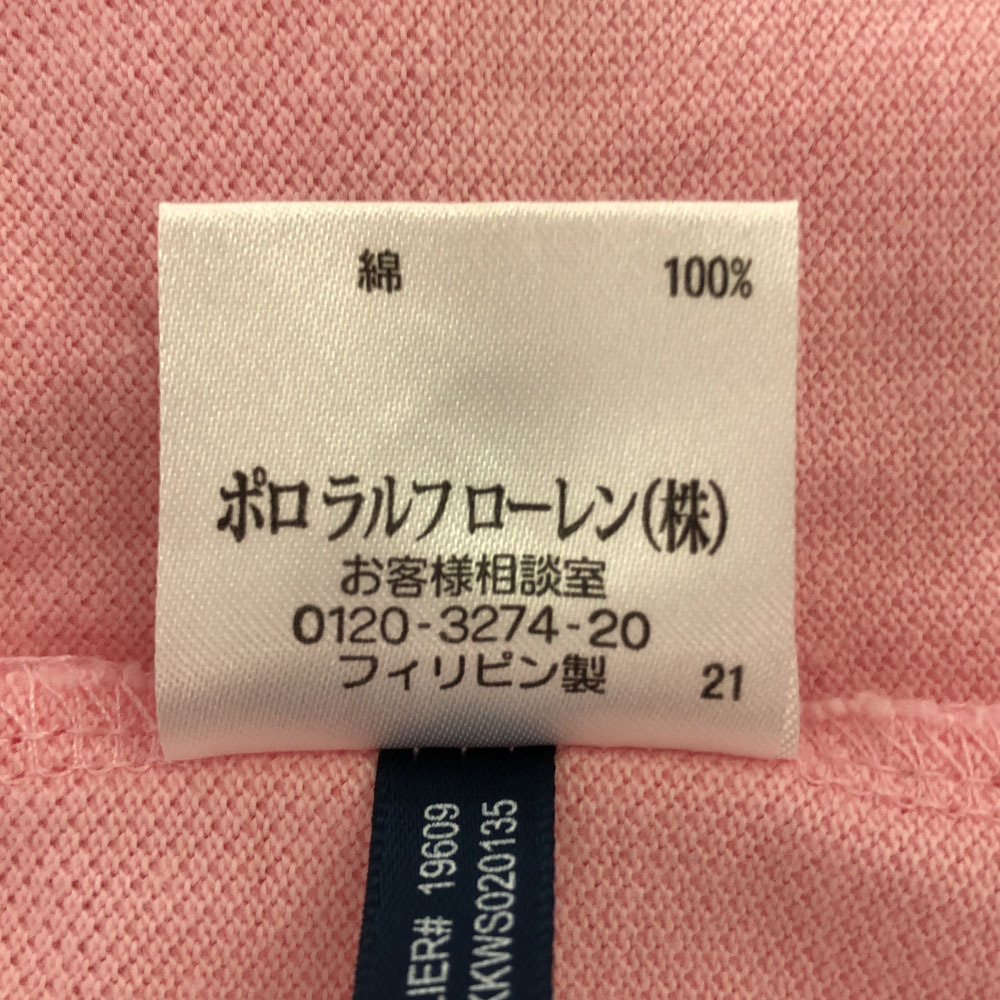 綿 100%
ポロ ラルフ ローレン(株)
お客様相談室
0120-3274-20
フィリピン製 21
LIER# 19609
KKWS020135